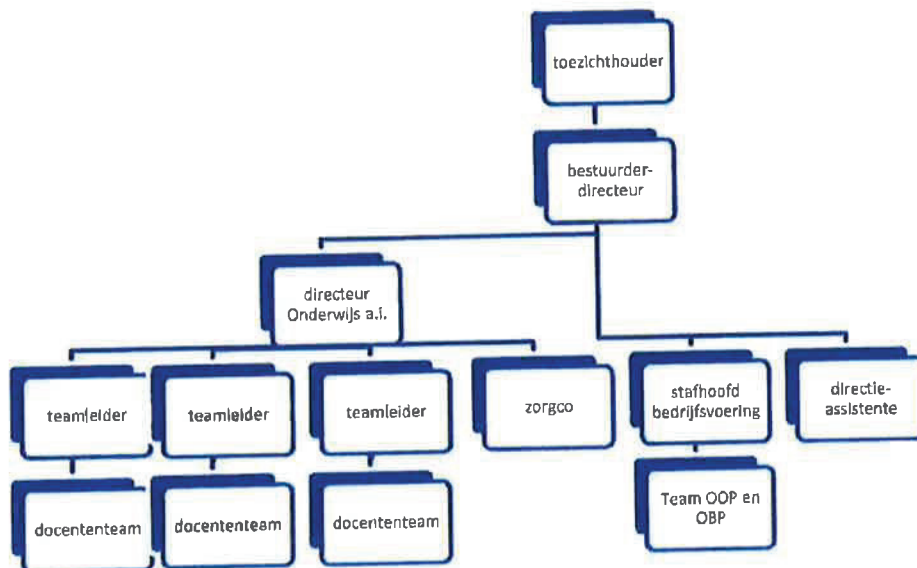 toezichthouder
bestuurder-
directeur
directeur
Onderwijs a.i.
teamleider
teamleider
teamleider
zorgco
stafhoofd
bedrijfsvoering
directie-
assistente
docententeam
docententeam
docententeam
Team OOP en
OBP